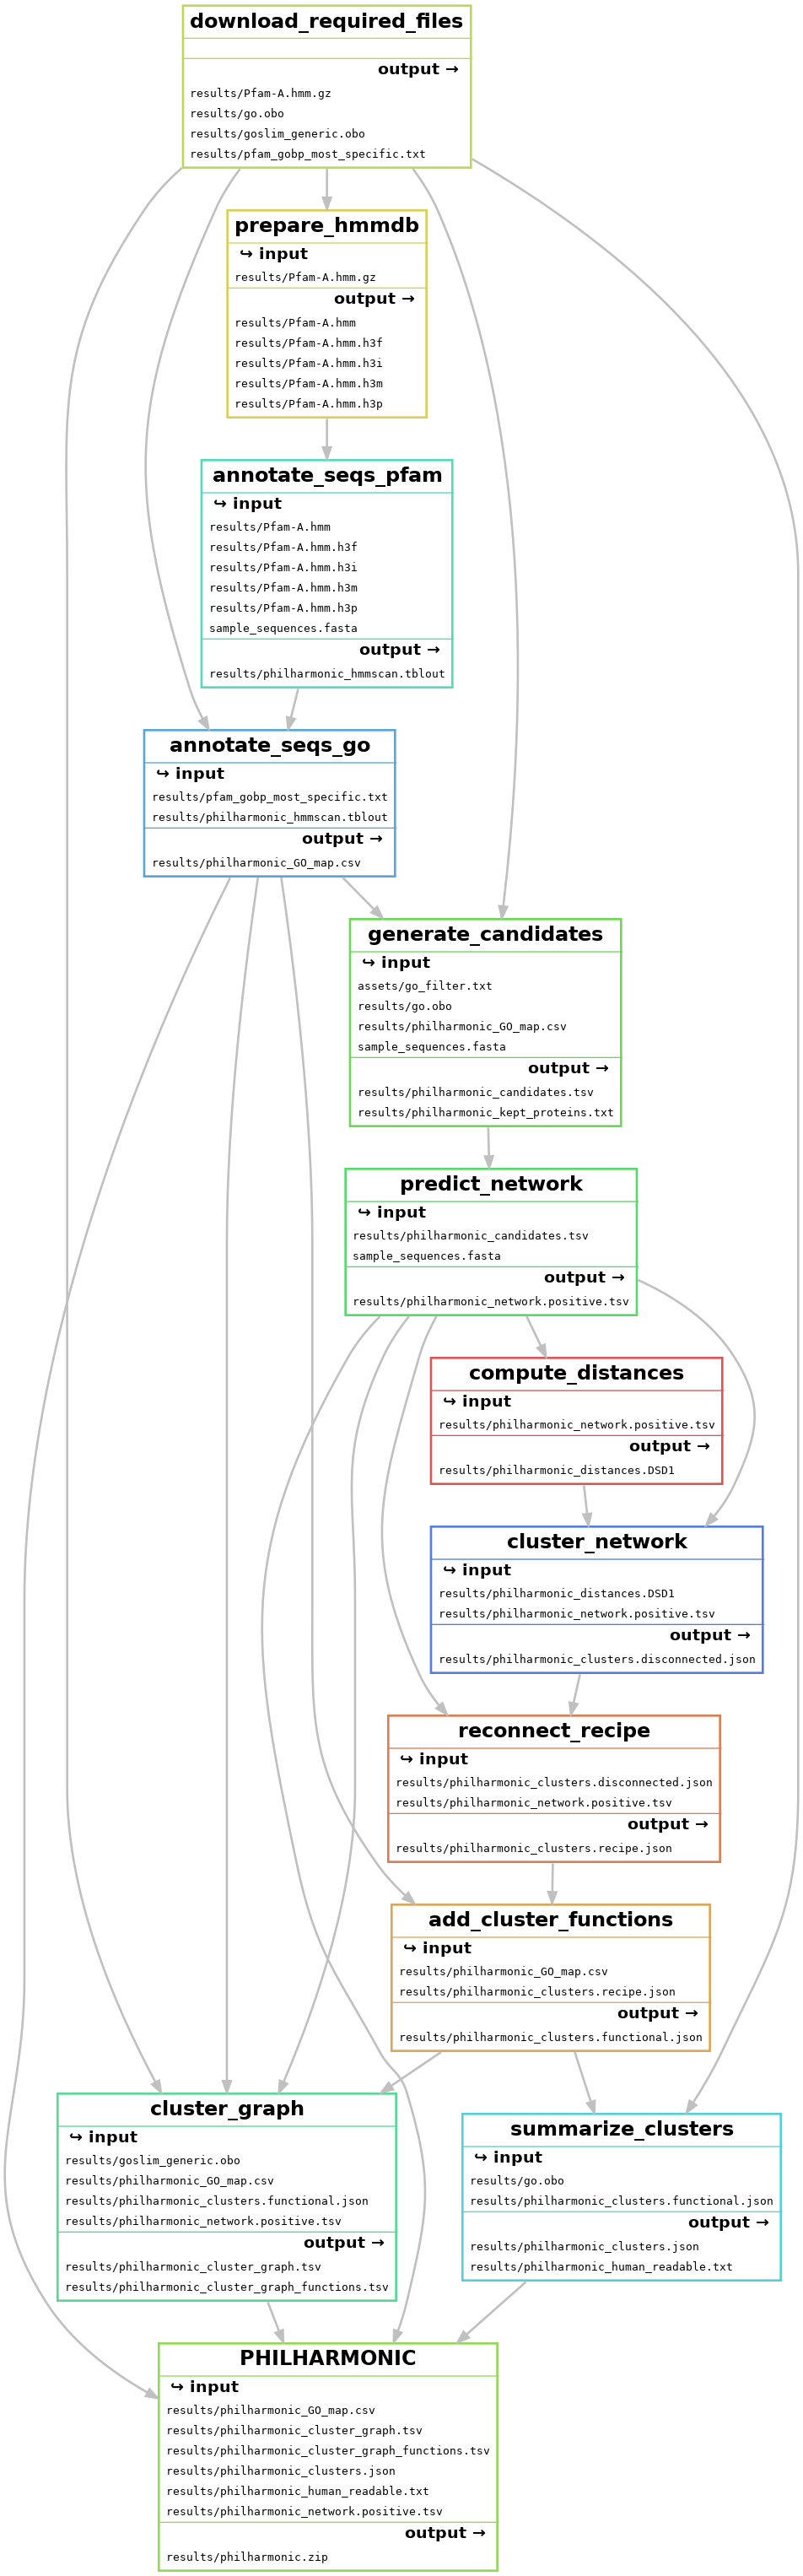 download_required_files
output →
results/Pfam-A.hmm.gz
results/go.obo
results/goslim_generic.obo
results/pfam_gobp_most_specific.txt
prepare_hmmdb
↪ input
results/Pfam-A.hmm.gz
output →
results/Pfam-A.hmm
results/Pfam-A.hmm.h3f
results/Pfam-A.hmm.h3i
results/Pfam-A.hmm.h3m
results/Pfam-A.hmm.h3p
annotate_seqs_pfam
↪ input
results/Pfam-A.hmm
results/Pfam-A.hmm.h3f
results/Pfam-A.hmm.h3i
results/Pfam-A.hmm.h3m
results/Pfam-A.hmm.h3p
sample_sequences.fasta
output →
results/philharmonic_hmmscan.tblout
annotate_seqs_go
↪ input
results/pfam_gobp_most_specific.txt
results/philharmonic_hmmscan.tblout
output →
results/philharmonic_GO_map.csv
generate_candidates
↪ input
assets/go_filter.txt
results/go.obo
results/philharmonic_GO_map.csv
sample_sequences.fasta
output →
results/philharmonic_candidates.tsv
results/philharmonic_kept_proteins.txt
predict_network
↪ input
results/philharmonic_candidates.tsv
sample_sequences.fasta
output →
results/philharmonic_network.positive.tsv
compute_distances
↪ input
results/philharmonic_network.positive.tsv
output →
results/philharmonic_distances.DSD1
cluster_network
↪ input
results/philharmonic_distances.DSD1
results/philharmonic_network.positive.tsv
output →
results/philharmonic_clusters.disconnected.json
reconnect_recipe
↪ input
results/philharmonic_clusters.disconnected.json
results/philharmonic_network.positive.tsv
output →
results/philharmonic_clusters.recipe.json
add_cluster_functions
↪ input
results/philharmonic_GO_map.csv
results/philharmonic_clusters.recipe.json
output →
results/philharmonic_clusters.functional.json
cluster_graph
↪ input
results/goslim_generic.obo
results/philharmonic_GO_map.csv
results/philharmonic_clusters.functional.json
results/philharmonic_network.positive.tsv
output →
results/philharmonic_cluster_graph.tsv
results/philharmonic_cluster_graph_functions.tsv
summarize_clusters
↪ input
results/go.obo
results/philharmonic_clusters.functional.json
output →
results/philharmonic_clusters.json
results/philharmonic_human_readable.txt
PHILHARMONIC
↪ input
results/philharmonic_GO_map.csv
results/philharmonic_cluster_graph.tsv
results/philharmonic_cluster_graph_functions.tsv
results/philharmonic_clusters.json
results/philharmonic_human_readable.txt
results/philharmonic_network.positive.tsv
output →
results/philharmonic.zip